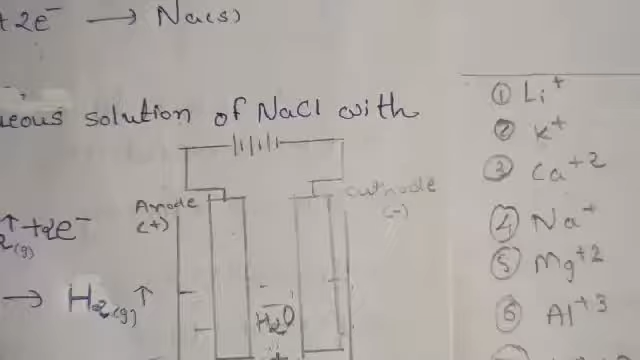 + 2e⁻ → Na(s)
ueous solution of NaCl with
Anode
(+)
Cathode
(-)
↑ + 2e⁻
2(g)
→ H₂(g) ↑
H₂O
+
① Li⁺
② K⁺
③ Ca⁺²
④ Na⁺
⑤ Mg⁺²
⑥ Al⁺³